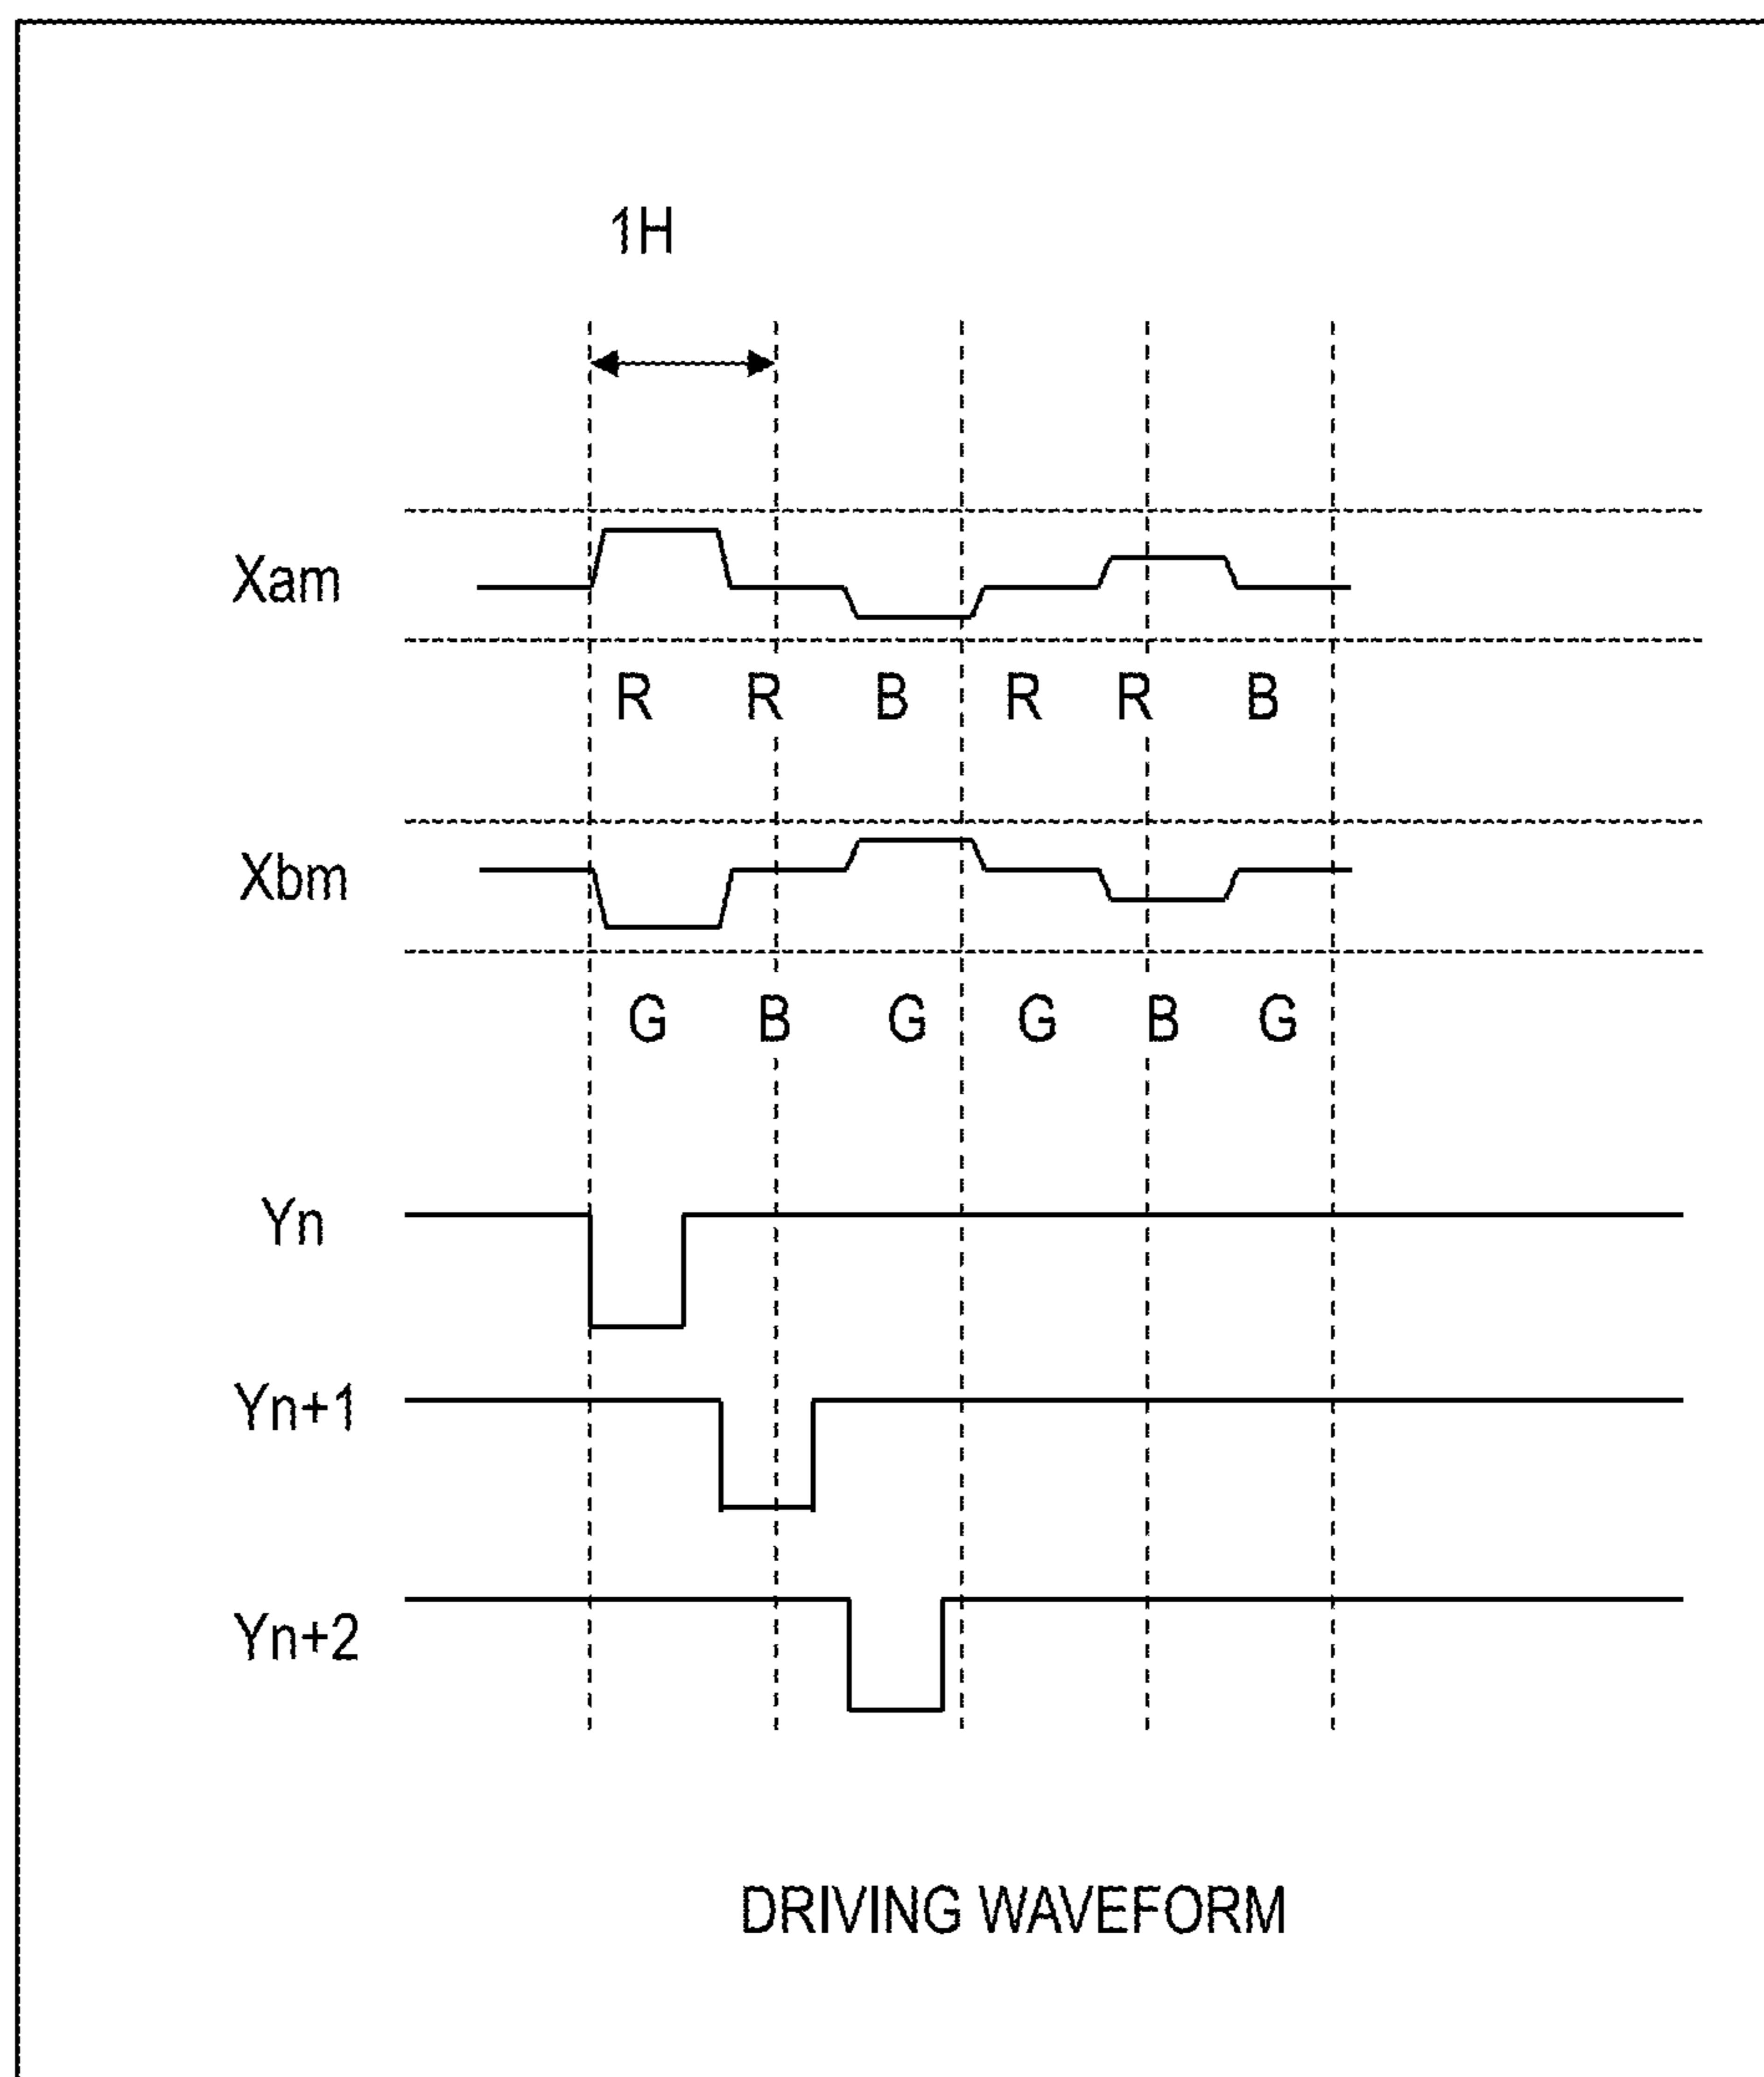 1H
Xam
R R B R R B
Xbm
G B G G B G
Yn
Yn+1
Yn+2
DRIVING WAVEFORM